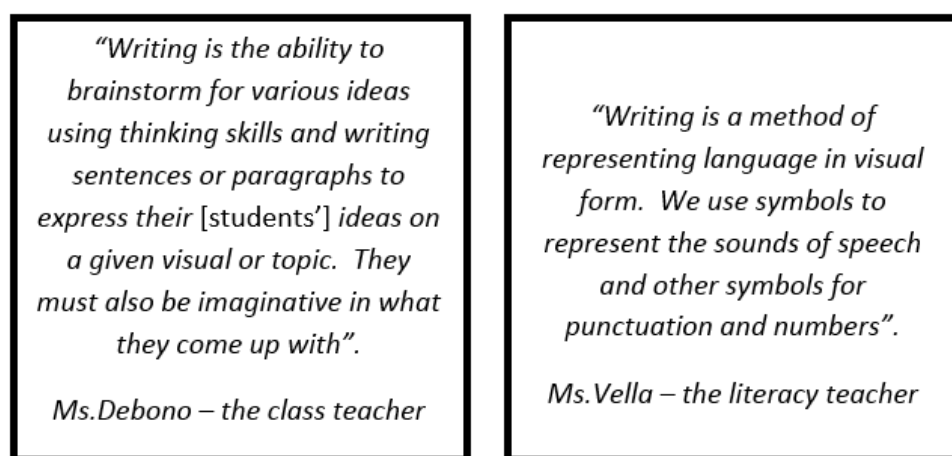 “Writing is the ability to
brainstorm for various ideas
using thinking skills and writing
sentences or paragraphs to
express their [students’] ideas on
a given visual or topic.  They
must also be imaginative in what
they come up with”.
Ms.Debono – the class teacher
“Writing is a method of
representing language in visual
form.  We use symbols to
represent the sounds of speech
and other symbols for
punctuation and numbers”.
Ms.Vella – the literacy teacher